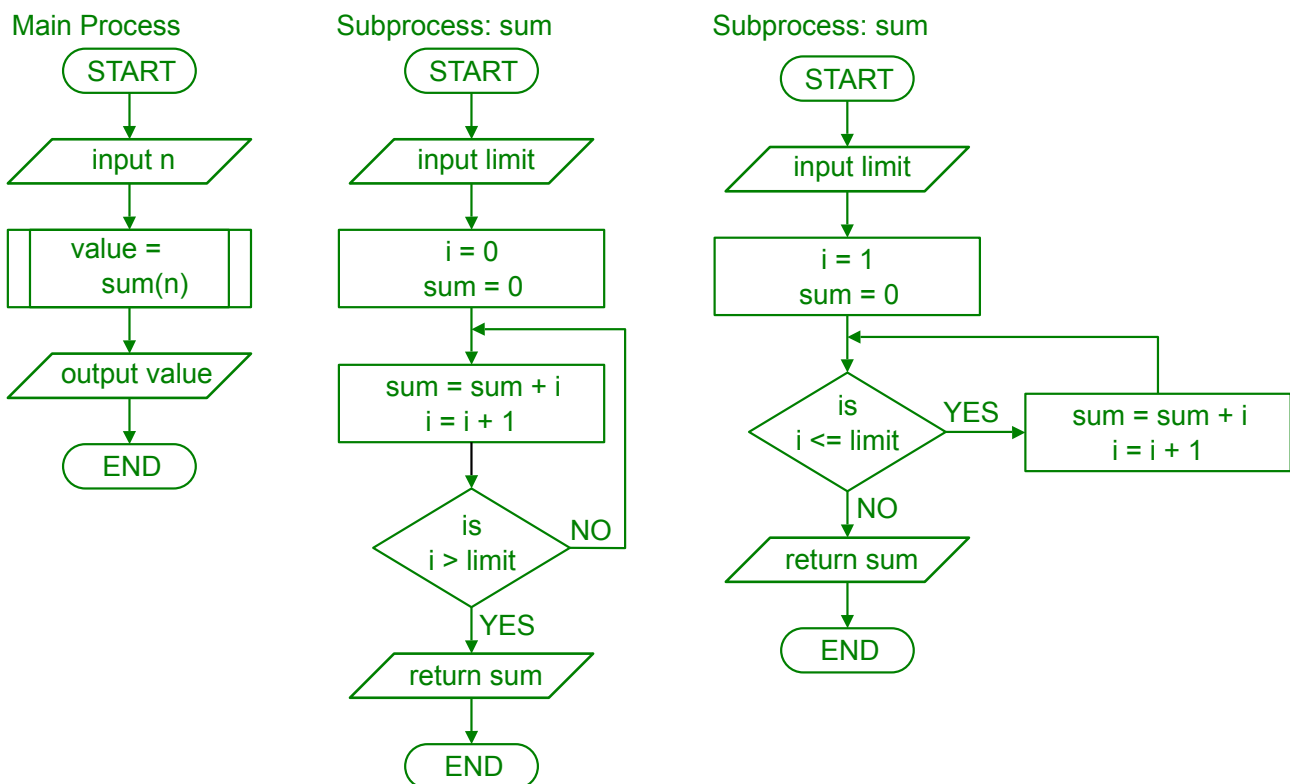 Main Process
START
input n
value =
sum(n)
output value
END
Subprocess: sum
START
input limit
i = 0
sum = 0
sum = sum + i
i = i + 1
is
i > limit
NO
YES
return sum
END
Subprocess: sum
START
input limit
i = 1
sum = 0
is
i <= limit
YES
sum = sum + i
i = i + 1
NO
return sum
END